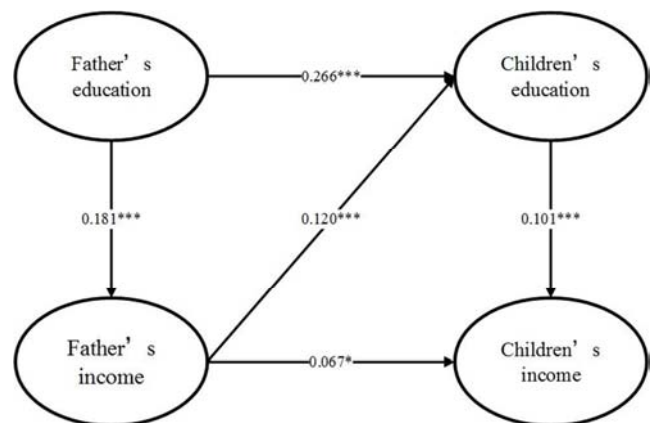 Father’s
education
Children’s
education
0.266***
0.181***
0.120***
0.101***
Father’s
income
Children’s
income
0.067*